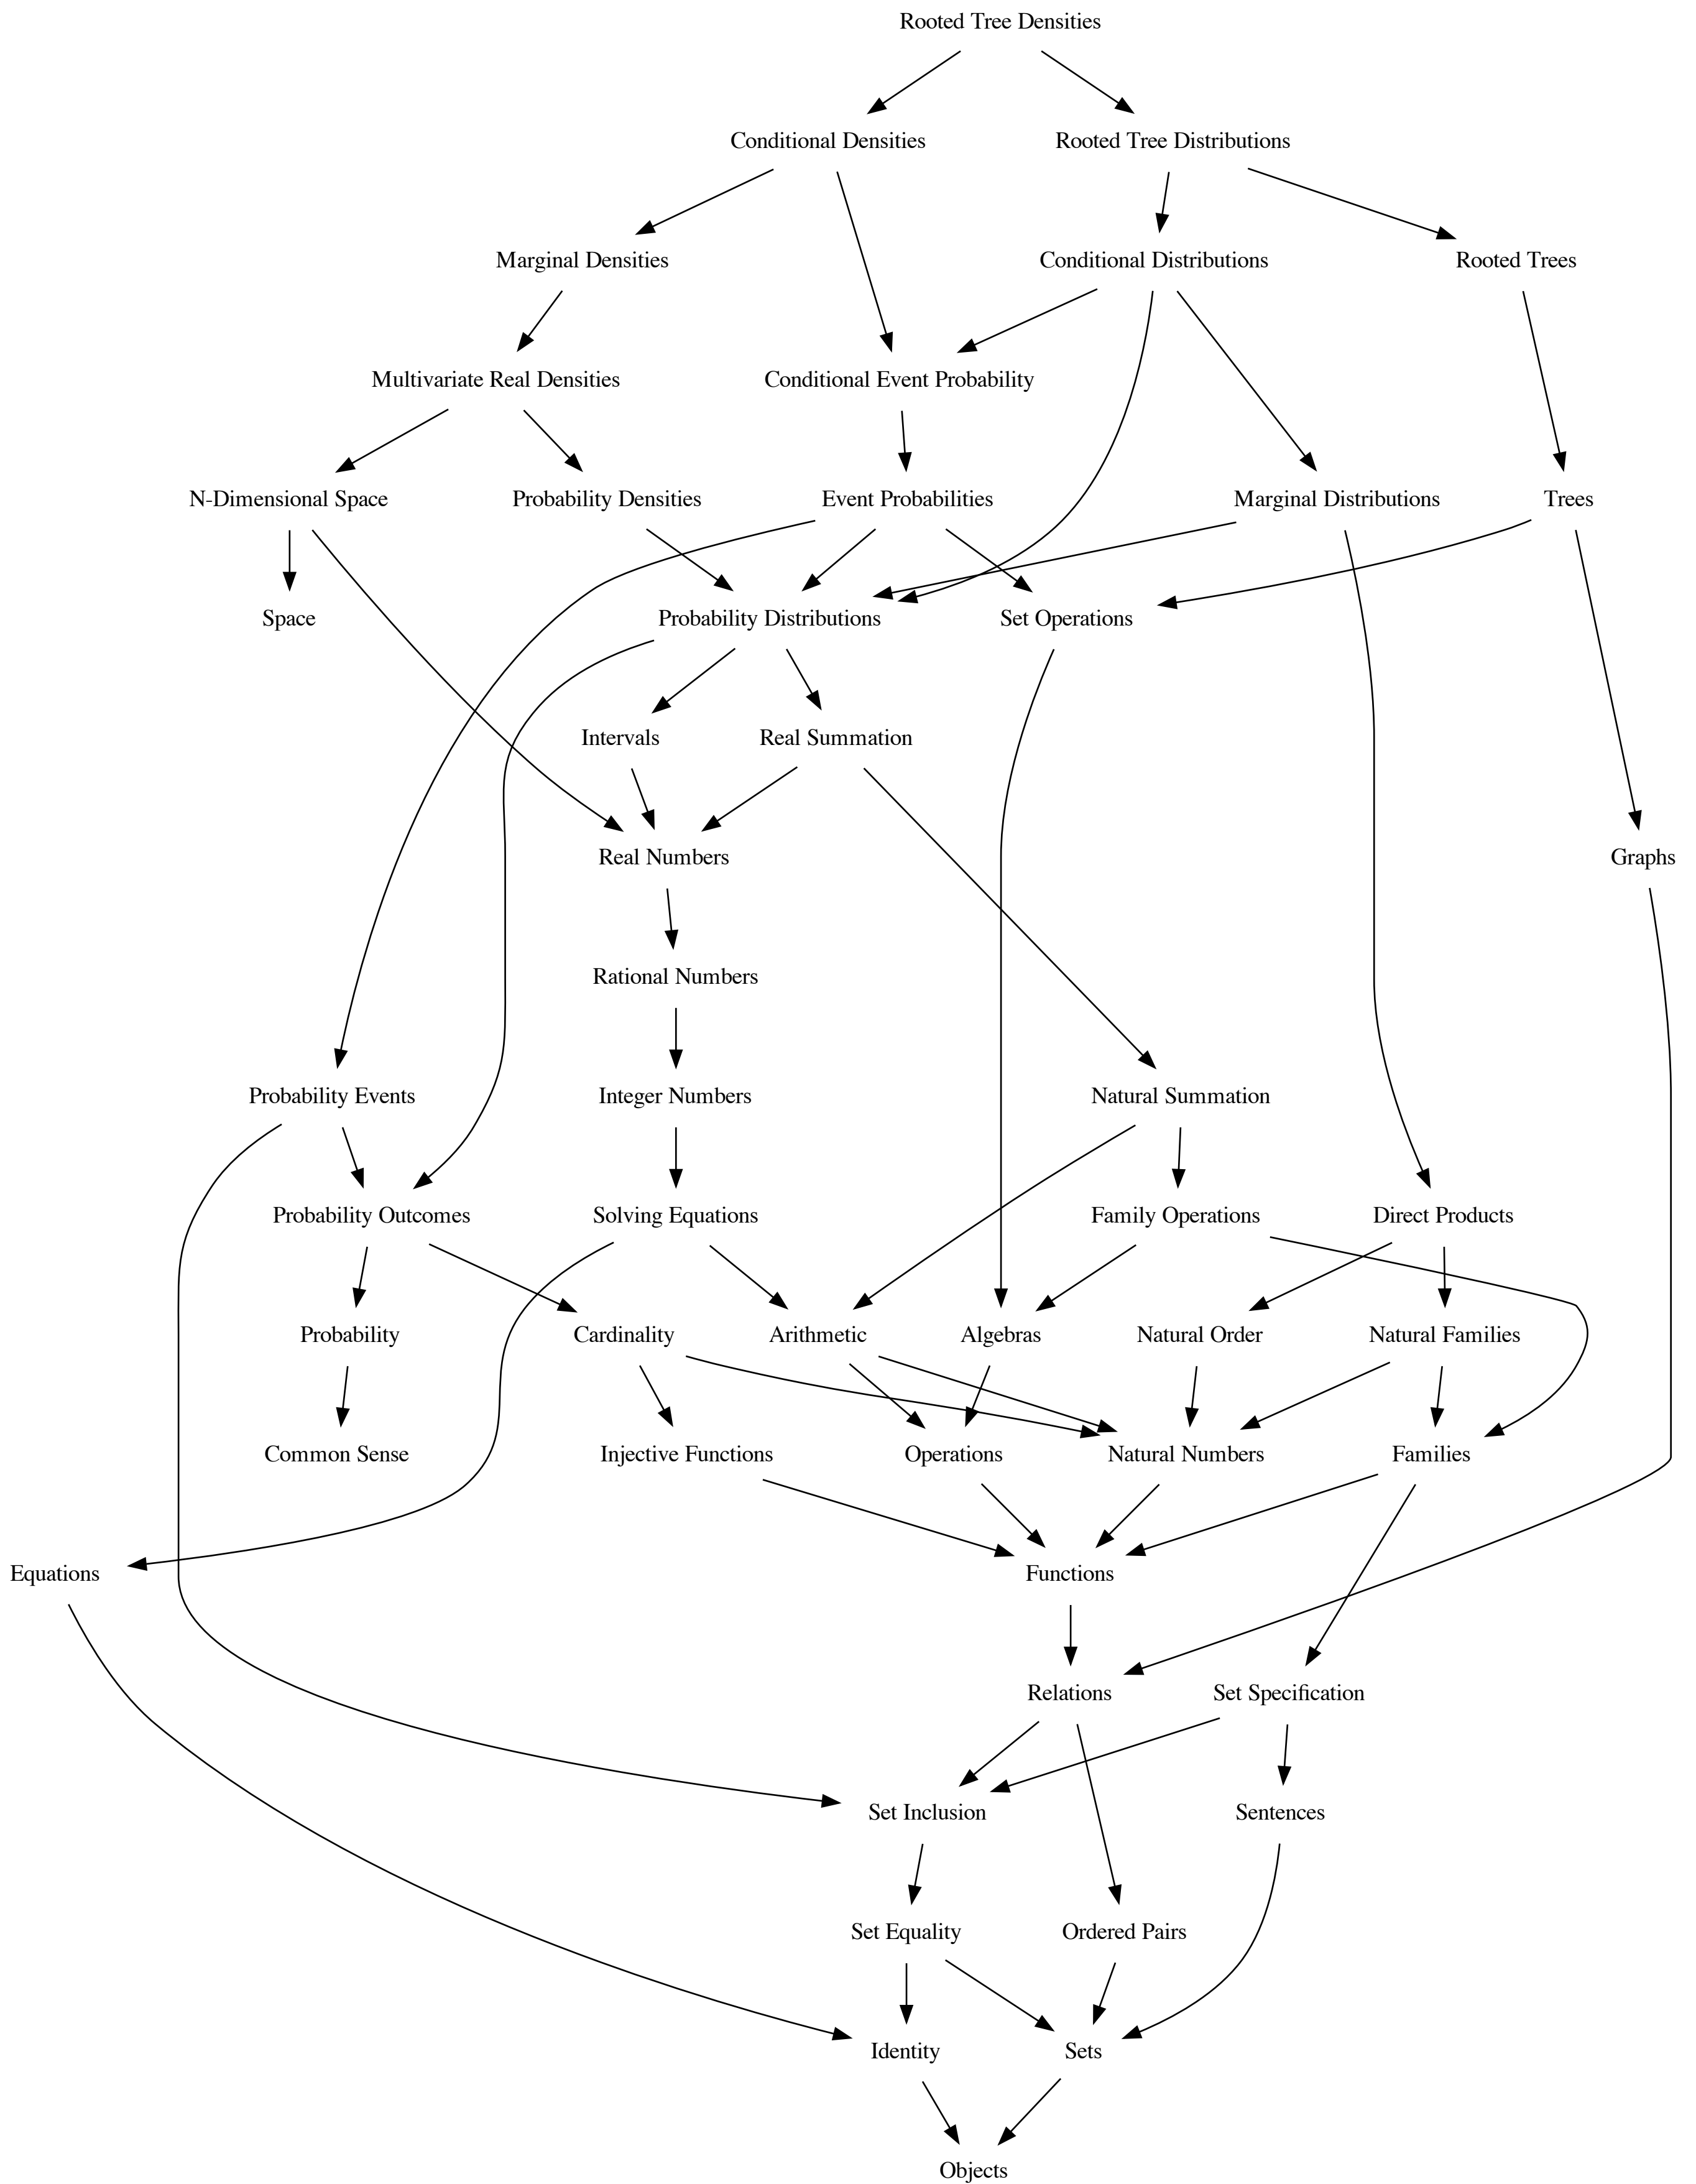 Rooted Tree Densities
Conditional Densities
Rooted Tree Distributions
Marginal Densities
Conditional Distributions
Rooted Trees
Multivariate Real Densities
Conditional Event Probability
N-Dimensional Space
Probability Densities
Event Probabilities
Marginal Distributions
Trees
Space
Probability Distributions
Set Operations
Intervals
Real Summation
Real Numbers
Graphs
Rational Numbers
Probability Events
Integer Numbers
Natural Summation
Probability Outcomes
Solving Equations
Family Operations
Direct Products
Probability
Cardinality
Arithmetic
Algebras
Natural Order
Natural Families
Common Sense
Injective Functions
Operations
Natural Numbers
Families
Equations
Functions
Relations
Set Specification
Set Inclusion
Sentences
Set Equality
Ordered Pairs
Identity
Sets
Objects